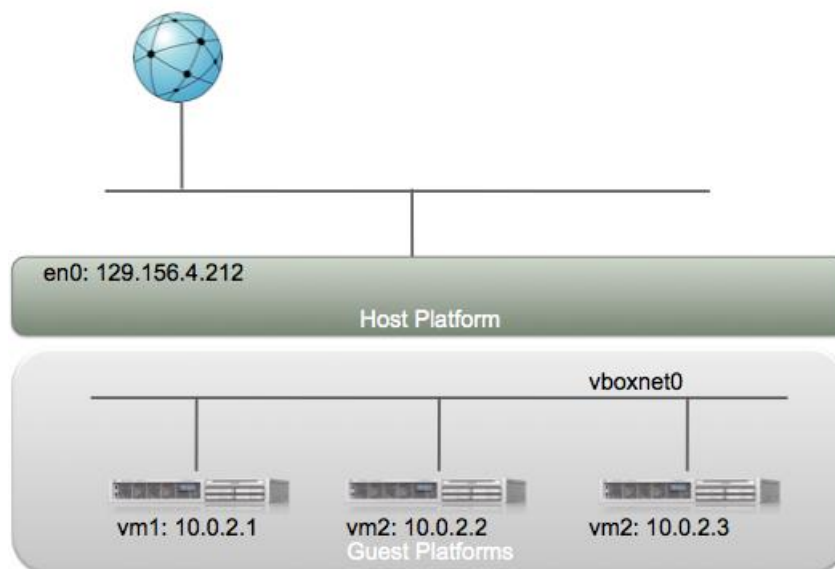 en0: 129.156.4.212
Host Platform
vboxnet0
vm1: 10.0.2.1
vm2: 10.0.2.2
vm2: 10.0.2.3
Guest Platforms